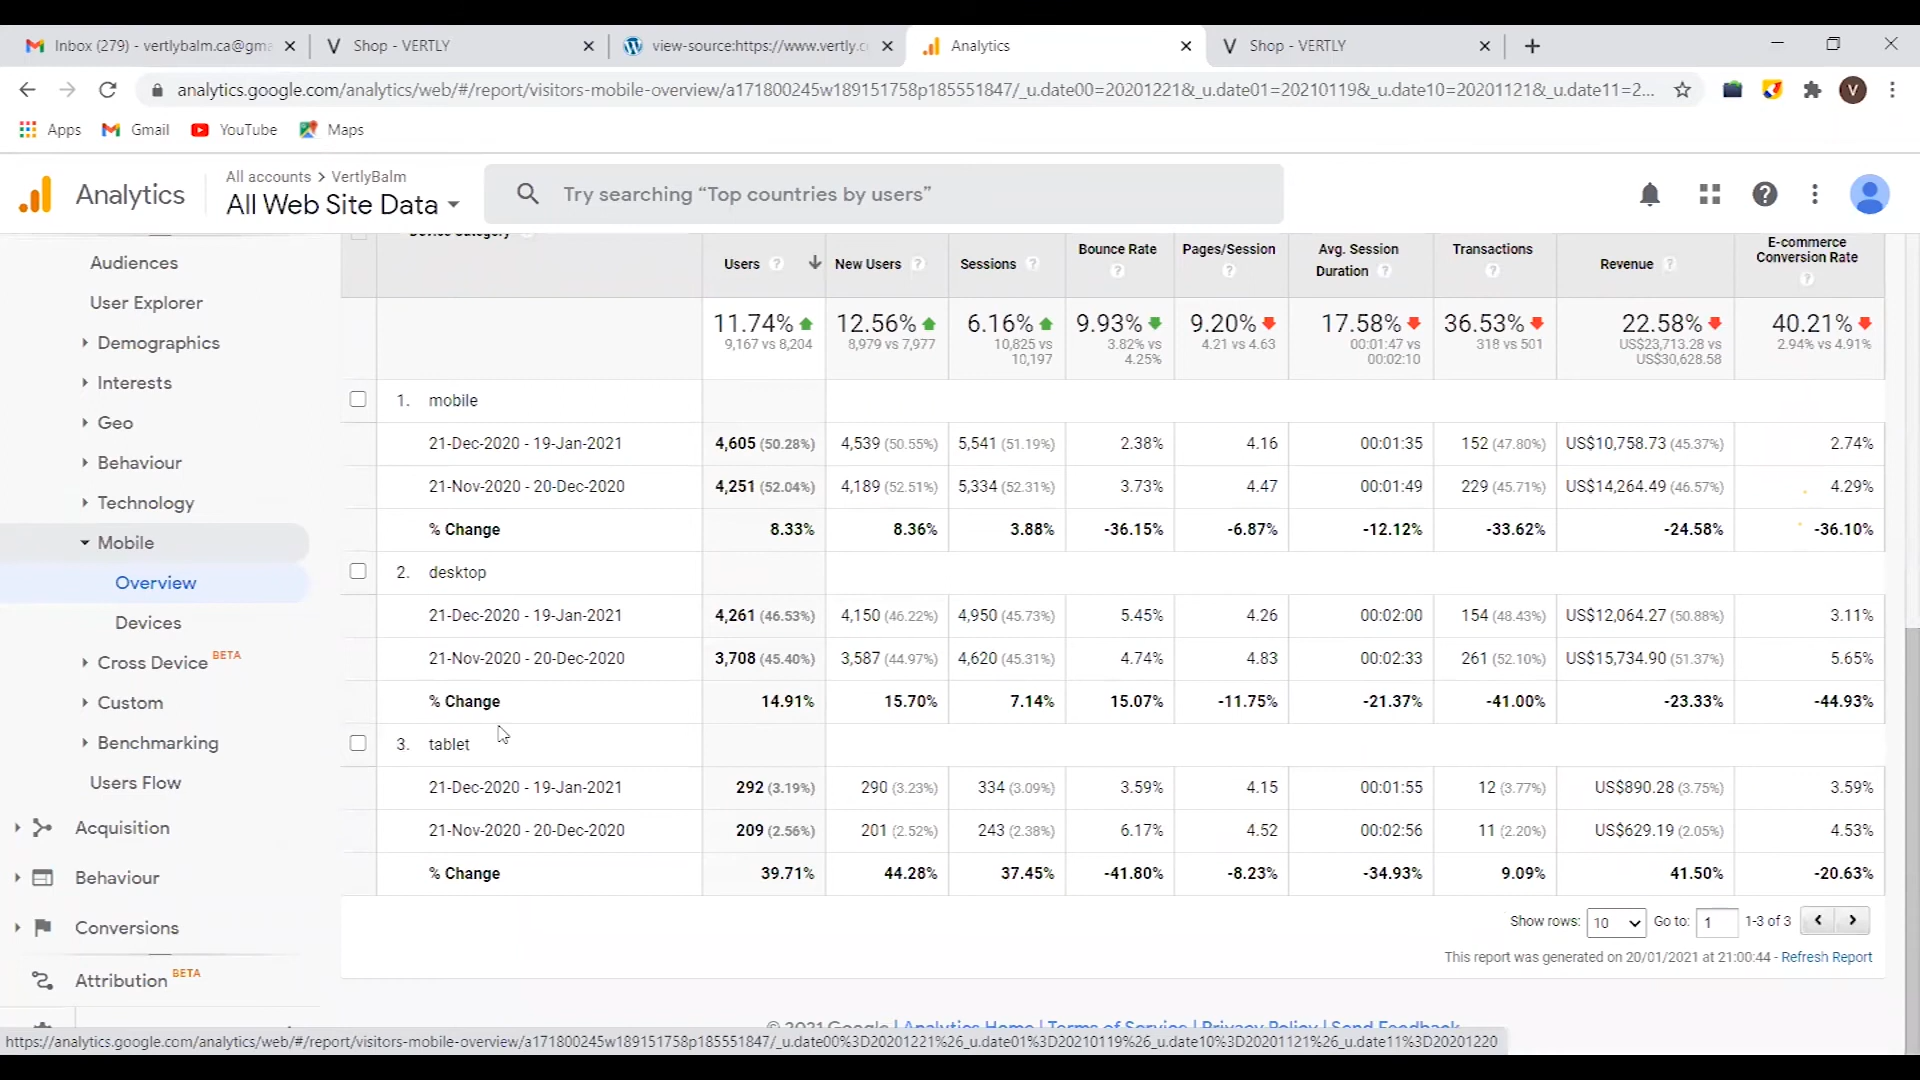 Inbox (279) - vertlybalm.ca@gma
Shop - VERTLY
view-source:https://www.vertly.c
Analytics
Shop - VERTLY
analytics.google.com/analytics/web/#/report/visitors-mobile-overview/a171800245w189151758p185551847/_u.date00=20201221&_u.date01=20210119&_u.date10=20201121&_u.date11=2...
V
Apps
Gmail
YouTube
Maps
Analytics
All accounts > VertlyBalm
All Web Site Data
Try searching “Top countries by users”
Audiences
User Explorer
Demographics
Interests
Geo
Behaviour
Technology
Mobile
Overview
Devices
Cross Device BETA
Custom
Benchmarking
Users Flow
Acquisition
Behaviour
Conversions
Attribution BETA
Device Category
Users ? New Users ? Sessions ? Bounce Rate ? Pages/Session ? Avg. Session Duration ? Transactions ? Revenue ? E-commerce Conversion Rate ?
11.74% 12.56% 6.16% 9.93% 9.20% 17.58% 36.53% 22.58% 40.21%
9,167 vs 8,204 8,979 vs 7,977 10,825 vs 10,197 3.82% vs 4.25% 4.21 vs 4.63 00:01:47 vs 00:02:10 318 vs 501 US$23,713.28 vs US$30,628.58 2.94% vs 4.91%
1. mobile
21-Dec-2020 - 19-Jan-2021 4,605 (50.28%) 4,539 (50.55%) 5,541 (51.19%) 2.38% 4.16 00:01:35 152 (47.80%) US$10,758.73 (45.37%) 2.74%
21-Nov-2020 - 20-Dec-2020 4,251 (52.04%) 4,189 (52.51%) 5,334 (52.31%) 3.73% 4.47 00:01:49 229 (45.71%) US$14,264.49 (46.57%) 4.29%
% Change 8.33% 8.36% 3.88% -36.15% -6.87% -12.12% -33.62% -24.58% -36.10%
2. desktop
21-Dec-2020 - 19-Jan-2021 4,261 (46.53%) 4,150 (46.22%) 4,950 (45.73%) 5.45% 4.26 00:02:00 154 (48.43%) US$12,064.27 (50.88%) 3.11%
21-Nov-2020 - 20-Dec-2020 3,708 (45.40%) 3,587 (44.97%) 4,620 (45.31%) 4.74% 4.83 00:02:33 261 (52.10%) US$15,734.90 (51.37%) 5.65%
% Change 14.91% 15.70% 7.14% 15.07% -11.75% -21.37% -41.00% -23.33% -44.93%
3. tablet
21-Dec-2020 - 19-Jan-2021 292 (3.19%) 290 (3.23%) 334 (3.09%) 3.59% 4.15 00:01:55 12 (3.77%) US$890.28 (3.75%) 3.59%
21-Nov-2020 - 20-Dec-2020 209 (2.56%) 201 (2.52%) 243 (2.38%) 6.17% 4.52 00:02:56 11 (2.20%) US$629.19 (2.05%) 4.53%
% Change 39.71% 44.28% 37.45% -41.80% -8.23% -34.93% 9.09% 41.50% -20.63%
Show rows: 10 Go to: 1 1-3 of 3
This report was generated on 20/01/2021 at 21:00:44 - Refresh Report
© 2021 Google | Analytics Home | Terms of Service | Privacy Policy | Send Feedback
https://analytics.google.com/analytics/web/#/report/visitors-mobile-overview/a171800245w189151758p185551847/_u.date00%3D20201221%26_u.date01%3D20210119%26_u.date10%3D20201121%26_u.date11%3D20201220